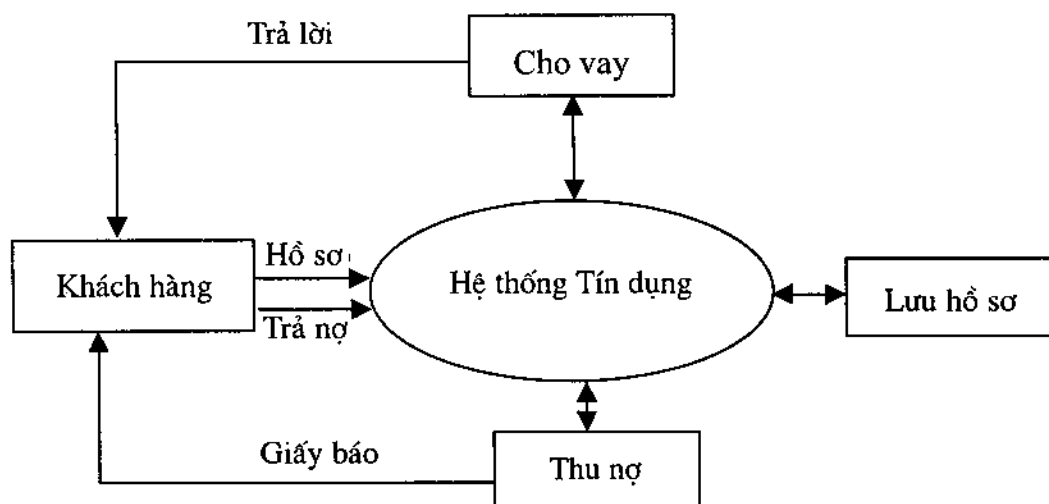 Trả lời
Cho vay
Hồ sơ
Khách hàng
Hệ thống Tín dụng
Lưu hồ sơ
Trả nợ
Giấy báo
Thu nợ